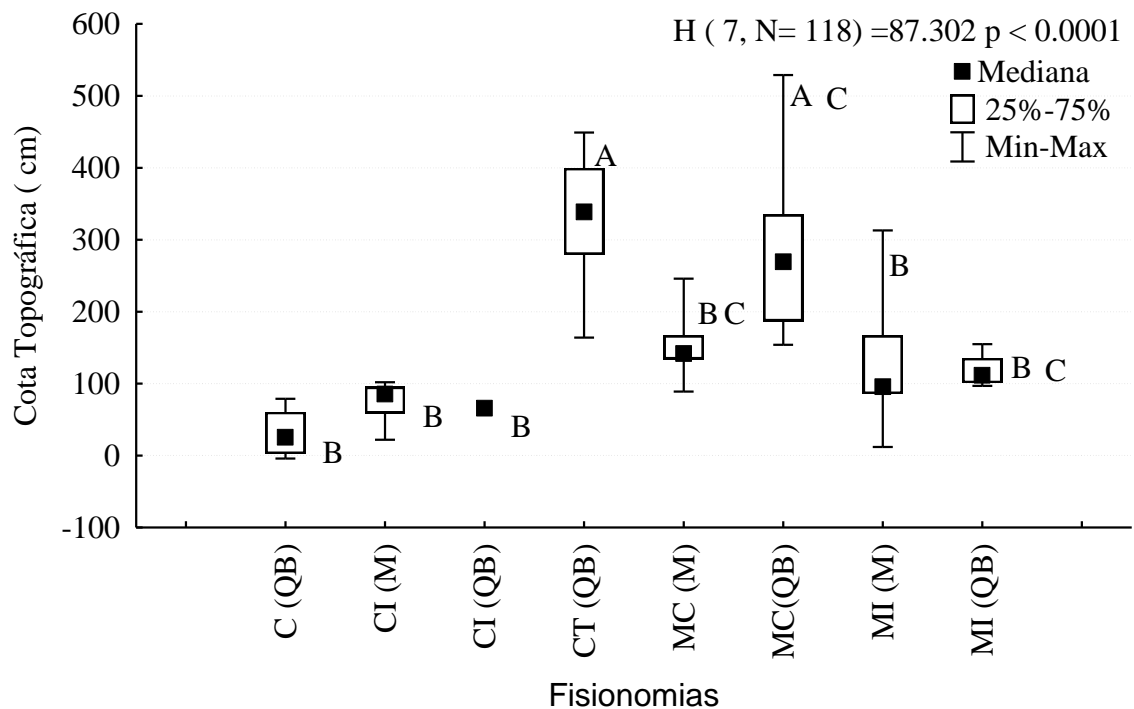 H ( 7, N= 118) =87.302 p < 0.0001
Mediana
25%-75%
Min-Max
Cota Topográfica ( cm)
600
500
400
300
200
100
0
-100
B
B
B
A
B C
A C
B
B C
C (QB)
CI (M)
CI (QB)
CT (QB)
MC (M)
MC(QB)
MI (M)
MI (QB)
Fisionomias